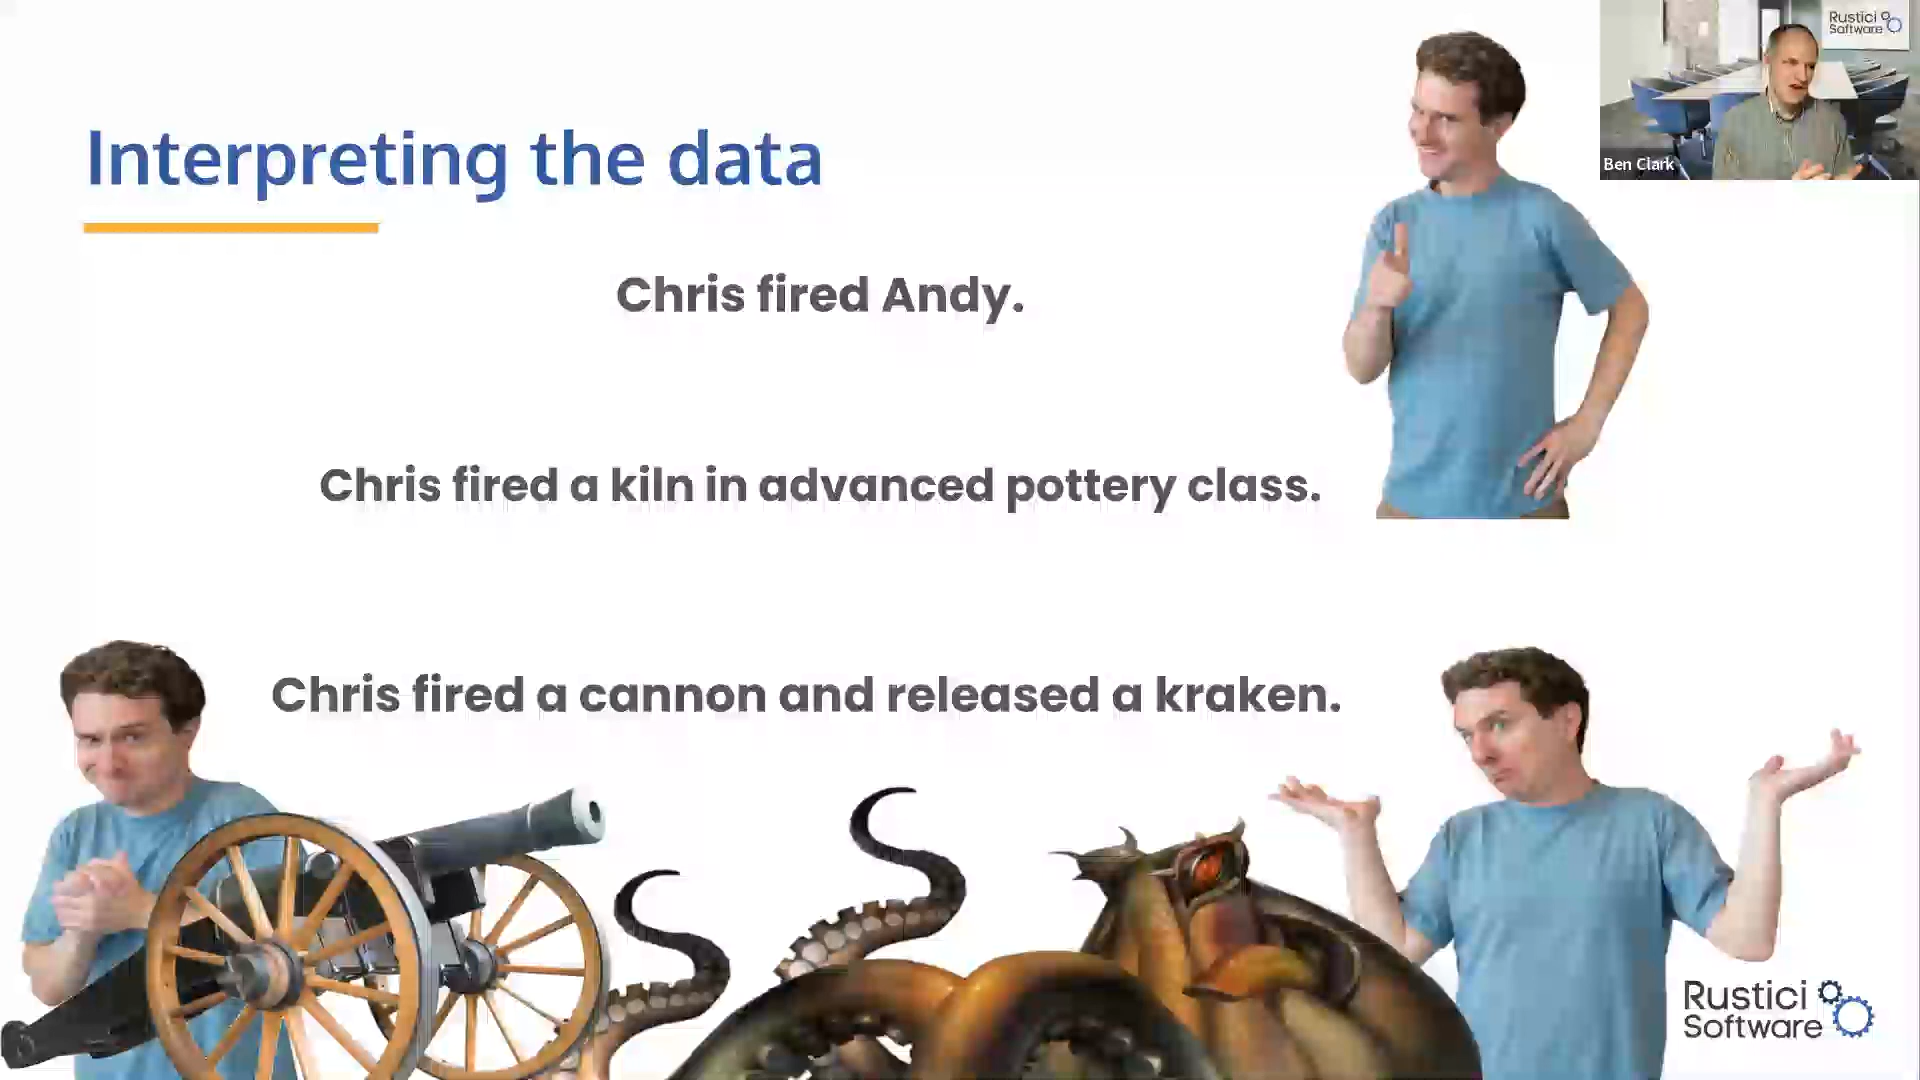 Rustici
Software
Ben Clark
Interpreting the data
Chris fired Andy.
Chris fired a kiln in advanced pottery class.
Chris fired a cannon and released a kraken.
Rustici
Software